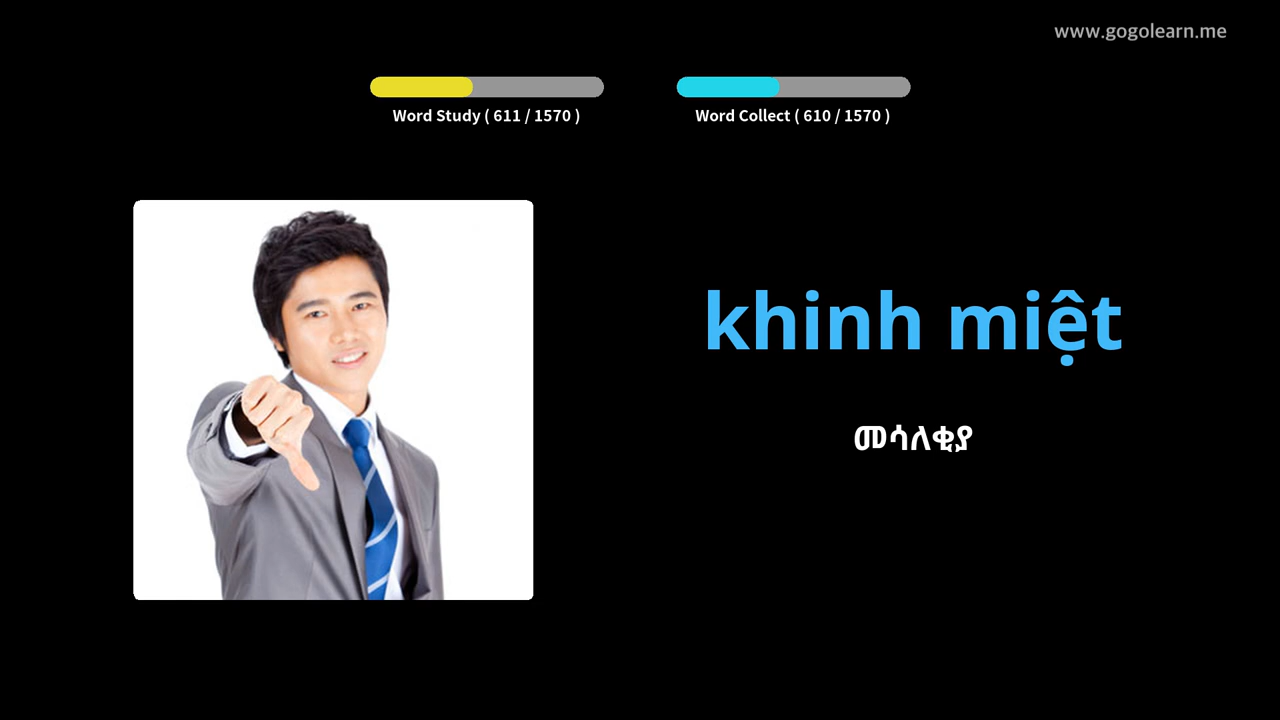 www.gogolearn.me
Word Study ( 611 / 1570 )
Word Collect ( 610 / 1570 )
khinh miệt
መሳለቂያ